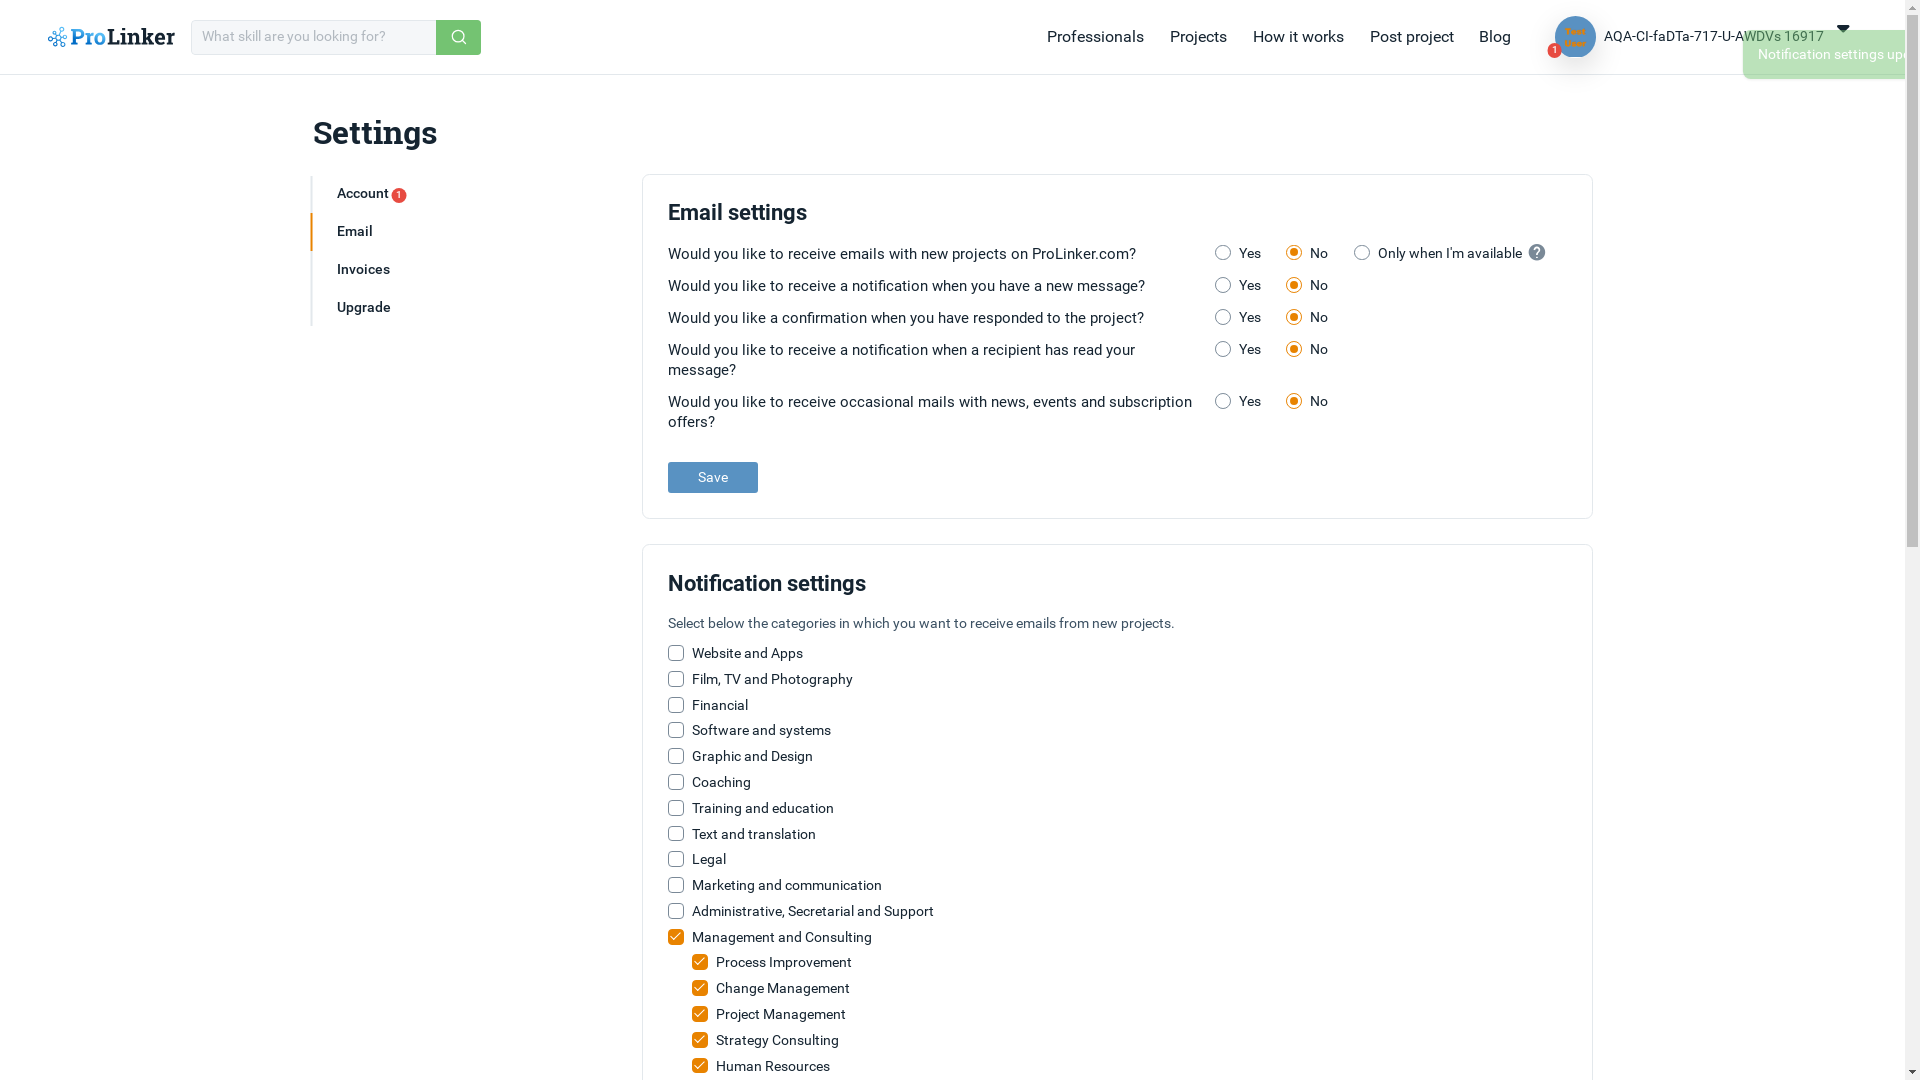 ProLinker
What skill are you looking for?
Professionals
Projects
How it works
Post project
Blog
1
AQA-CI-faDTa-717-U-AWDVs 16917
Notification settings
Settings
Account 1
Email
Invoices
Upgrade
Email settings
Would you like to receive emails with new projects on ProLinker.com? Yes No Only when I'm available ?
Would you like to receive a notification when you have a new message? Yes No
Would you like a confirmation when you have responded to the project? Yes No
Would you like to receive a notification when a recipient has read your Yes No
message?
Would you like to receive occasional mails with news, events and subscription Yes No
offers?
Save
Notification settings
Select below the categories in which you want to receive emails from new projects.
Website and Apps
Film, TV and Photography
Financial
Software and systems
Graphic and Design
Coaching
Training and education
Text and translation
Legal
Marketing and communication
Administrative, Secretarial and Support
Management and Consulting
Process Improvement
Change Management
Project Management
Strategy Consulting
Human Resources